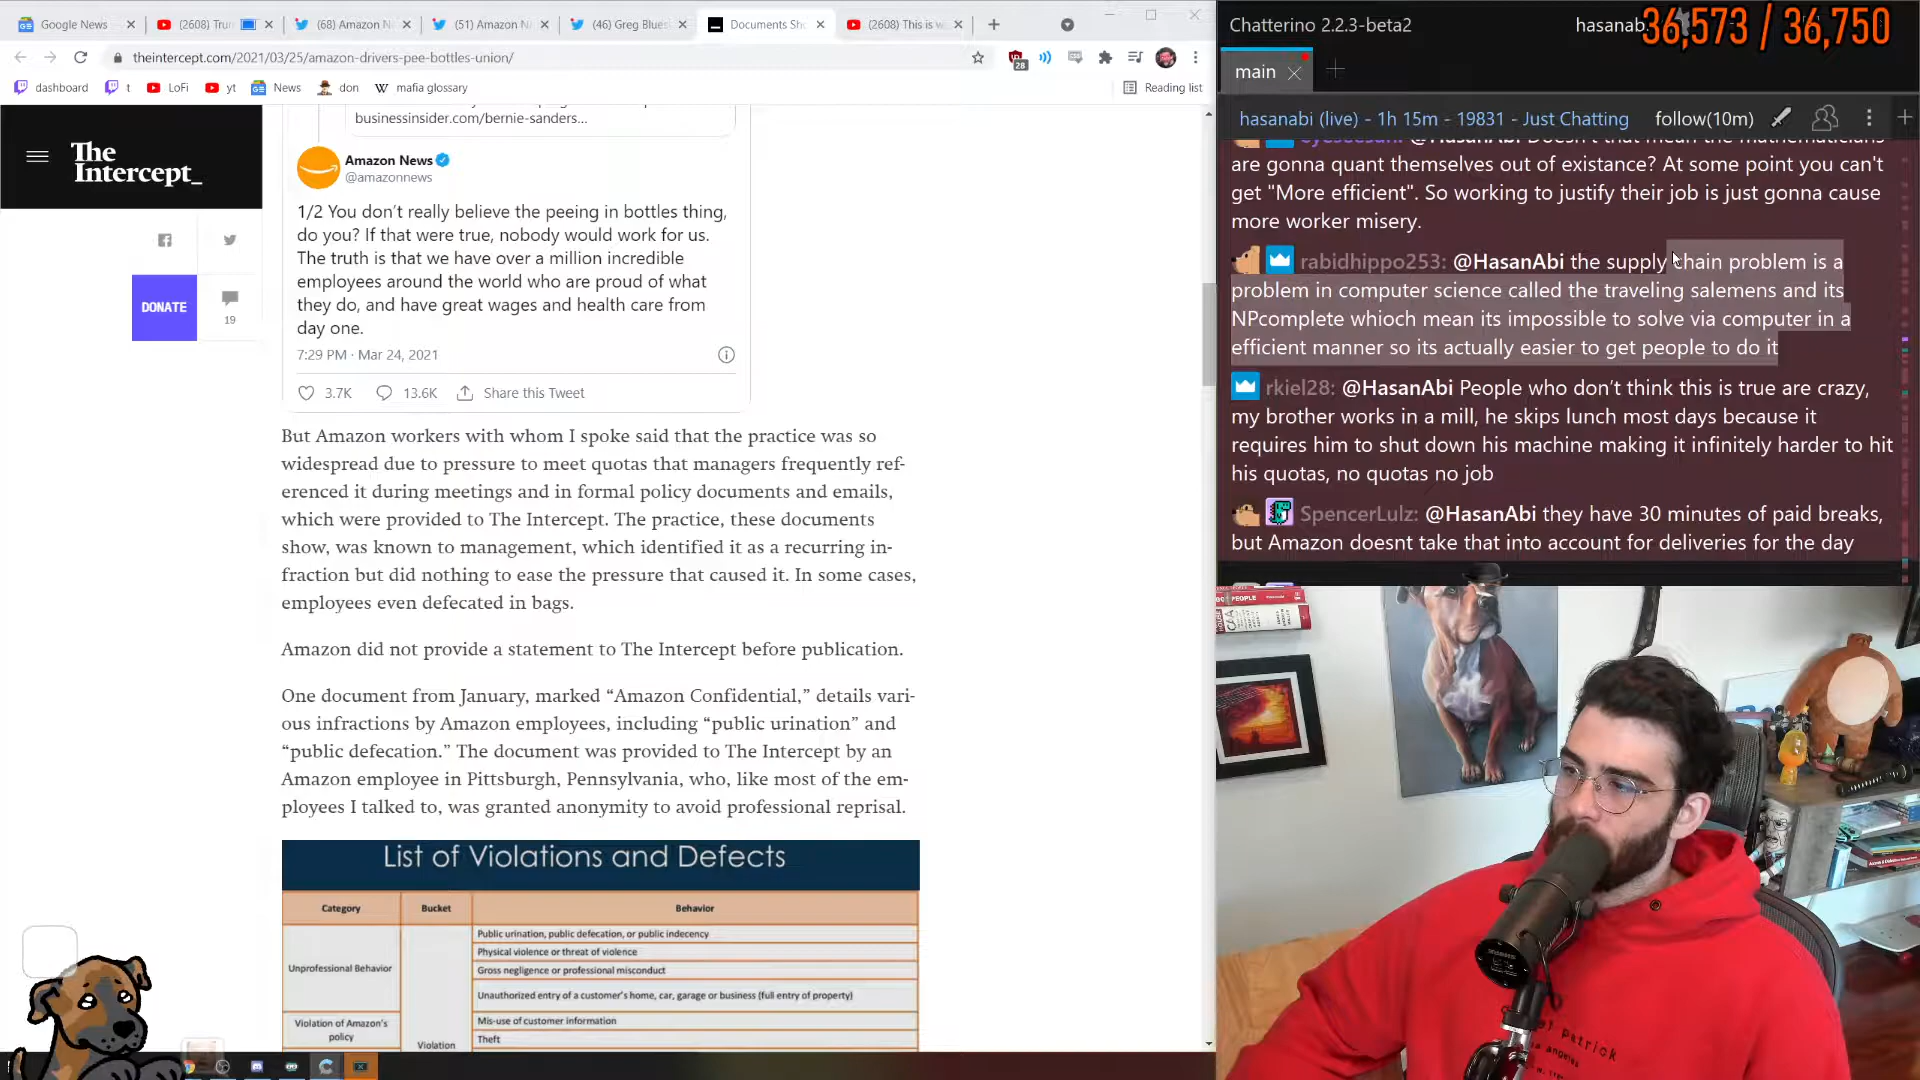 Google News
(2608) Trun
(68) Amazon N
(51) Amazon N
(46) Greg Blues
Documents Sho
(2608) This is w
theintercept.com/2021/03/25/amazon-drivers-pee-bottles-union/
28
dashboard
t
LoFi
yt
News
don
mafia glossary
Reading list
The
Intercept_
DONATE
19
businessinsider.com/bernie-sanders...
Amazon News
@amazonnews
1/2 You don't really believe the peeing in bottles thing,
do you? If that were true, nobody would work for us.
The truth is that we have over a million incredible
employees around the world who are proud of what
they do, and have great wages and health care from
day one.
7:29 PM · Mar 24, 2021
3.7K
13.6K
Share this Tweet
But Amazon workers with whom I spoke said that the practice was so
widespread due to pressure to meet quotas that managers frequently ref-
erenced it during meetings and in formal policy documents and emails,
which were provided to The Intercept. The practice, these documents
show, was known to management, which identified it as a recurring in-
fraction but did nothing to ease the pressure that caused it. In some cases,
employees even defecated in bags.
Amazon did not provide a statement to The Intercept before publication.
One document from January, marked “Amazon Confidential,” details vari-
ous infractions by Amazon employees, including “public urination” and
“public defecation.” The document was provided to The Intercept by an
Amazon employee in Pittsburgh, Pennsylvania, who, like most of the em-
ployees I talked to, was granted anonymity to avoid professional reprisal.
List of Violations and Defects
Category
Bucket
Behavior
Unprofessional Behavior
Public urination, public defecation, or public indecency
Physical violence or threat of violence
Gross negligence or professional misconduct
Unauthorized entry of a customer's home, car, garage or business (full entry of property)
Violation of Amazon's
policy
Violation
Mis-use of customer information
Theft
Chatterino 2.2.3-beta2
hasanab
36,573 / 36,750
main
hasanabi (live) - 1h 15m - 19831 - Just Chatting
follow(10m)
@HasanAbi Doesn't that mean the mathematicians
are gonna quant themselves out of existance? At some point you can't
get "More efficient". So working to justify their job is just gonna cause
more worker misery.
rabidhippo253: @HasanAbi the supply chain problem is a
problem in computer science called the traveling salemens and its
NPcomplete whioch mean its impossible to solve via computer in a
efficient manner so its actually easier to get people to do it
rkiel28: @HasanAbi People who don't think this is true are crazy,
my brother works in a mill, he skips lunch most days because it
requires him to shut down his machine making it infinitely harder to hit
his quotas, no quotas no job
SpencerLulz: @HasanAbi they have 30 minutes of paid breaks,
but Amazon doesnt take that into account for deliveries for the day
PEOPLE